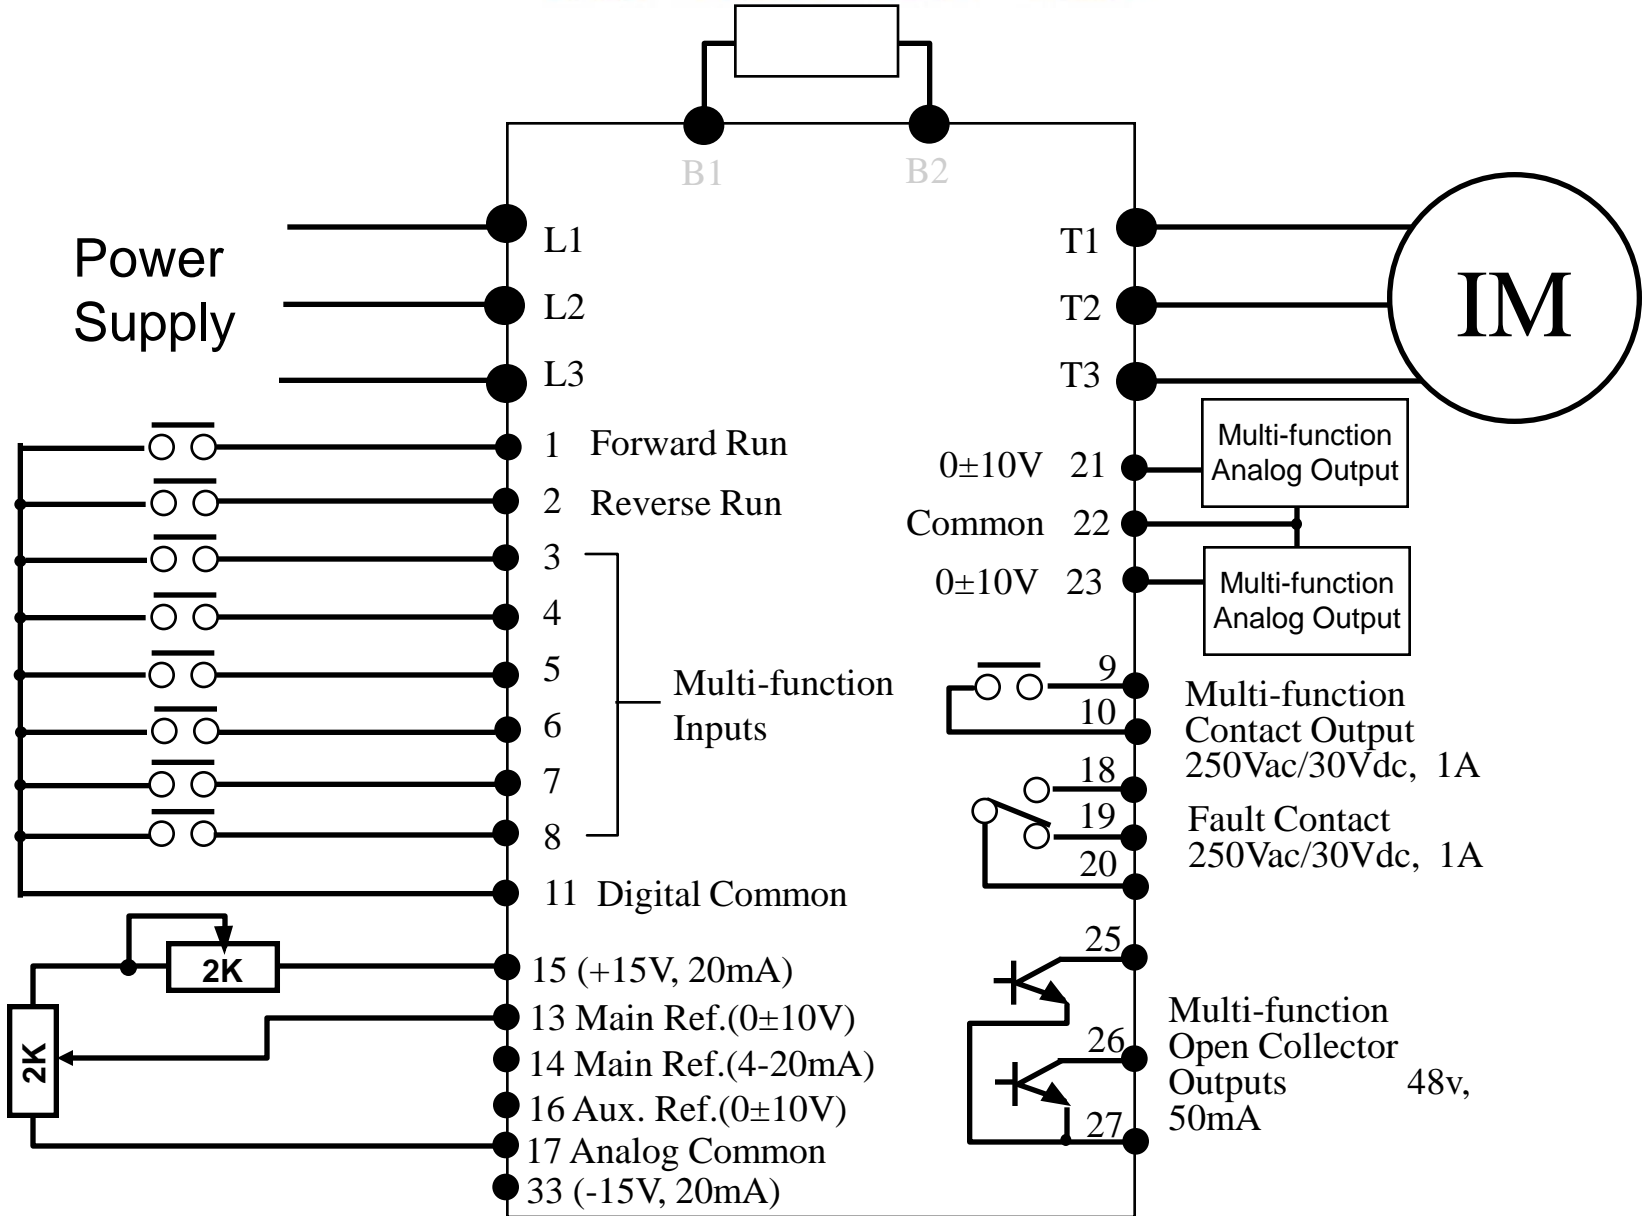 B1
B2
Power
Supply
L1
L2
L3
T1
T2
T3
IM
1 Forward Run
2 Reverse Run
3
4
5
6
7
8
Multi-function
Inputs
11 Digital Common
2K
2K
15 (+15V, 20mA)
13 Main Ref.(0±10V)
14 Main Ref.(4-20mA)
16 Aux. Ref.(0±10V)
17 Analog Common
33 (-15V, 20mA)
0±10V 21
Common 22
0±10V 23
Multi-function
Analog Output
Multi-function
Analog Output
9
10
Multi-function
Contact Output
250Vac/30Vdc, 1A
18
19
20
Fault Contact
250Vac/30Vdc, 1A
25
26
27
Multi-function
Open Collector
Outputs 48v,
50mA